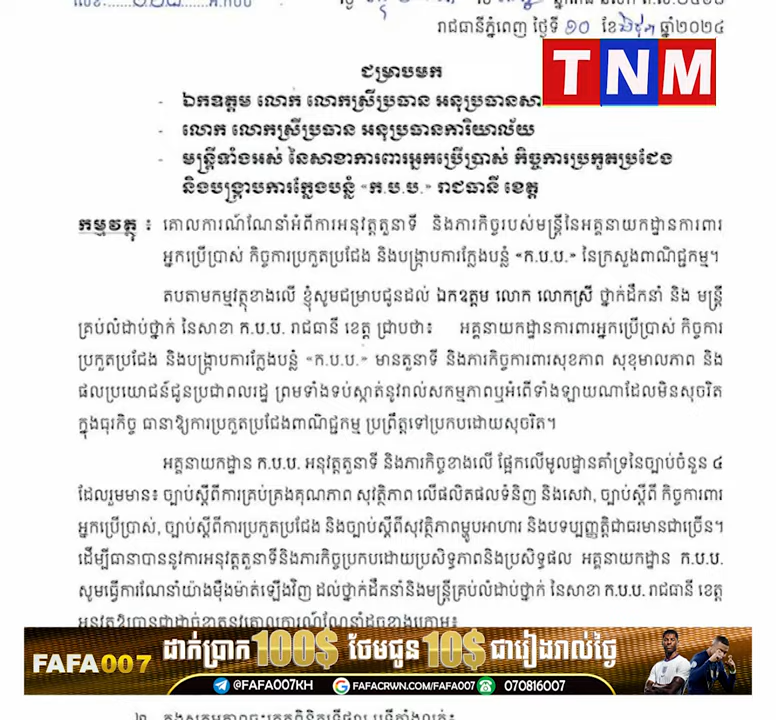 រាជធានីភ្នំពេញ ថ្ងៃទី ១០ ខែ ឆ្នាំ២០២៤
TNM
ជម្រាបមក
- ឯកឧត្តម លោក លោកស្រីប្រធាន អនុប្រធានសា
- លោក លោកស្រីប្រធាន អនុប្រធានការិយាល័យ
- មន្ត្រីទាំងអស់ នៃសាខាការពារអ្នកប្រើប្រាស់ កិច្ចការប្រកួតប្រជែង
និងបង្ក្រាបការក្លែងបន្លំ «ក.ប.ប.» រាជធានី ខេត្ត
កម្មវត្ថុ ៖ គោលការណ៍ណែនាំអំពីការអនុវត្តតួនាទី និងភារកិច្ចរបស់មន្ត្រីនៃអគ្គនាយកដ្ឋានការពារ
អ្នកប្រើប្រាស់ កិច្ចការប្រកួតប្រជែង និងបង្ក្រាបការក្លែងបន្លំ «ក.ប.ប.» នៃក្រសួងពាណិជ្ជកម្ម។
តបតាមកម្មវត្ថុខាងលើ ខ្ញុំសូមជម្រាបជូនដល់ ឯកឧត្តម លោក លោកស្រី ថ្នាក់ដឹកនាំ និង មន្ត្រី
គ្រប់លំដាប់ថ្នាក់ នៃសាខា ក.ប.ប. រាជធានី ខេត្ត ជ្រាបថា៖ អគ្គនាយកដ្ឋានការពារអ្នកប្រើប្រាស់ កិច្ចការ
ប្រកួតប្រជែង និងបង្ក្រាបការក្លែងបន្លំ «ក.ប.ប.» មានតួនាទី និងភារកិច្ចការពារសុខភាព សុខុមាលភាព និង
ផលប្រយោជន៍ជូនប្រជាពលរដ្ឋ ព្រមទាំងទប់ស្កាត់នូវរាល់សកម្មភាពឬអំពើទាំងឡាយណាដែលមិនសុចរិត
ក្នុងធុរកិច្ច ធានាឱ្យការប្រកួតប្រជែងពាណិជ្ជកម្ម ប្រព្រឹត្តទៅប្រកបដោយសុចរិត។
អគ្គនាយកដ្ឋាន ក.ប.ប. អនុវត្តតួនាទី និងភារកិច្ចខាងលើ ផ្អែកលើមូលដ្ឋានគាំទ្រនៃច្បាប់ចំនួន ៤
ដែលរួមមាន៖ ច្បាប់ស្តីពីការគ្រប់គ្រងគុណភាព សុវត្ថិភាព លើផលិតផលទំនិញ និងសេវា, ច្បាប់ស្តីពី កិច្ចការពារ
អ្នកប្រើប្រាស់, ច្បាប់ស្តីពីការប្រកួតប្រជែង និងច្បាប់ស្តីពីសុវត្ថិភាពម្ហូបអាហារ និងបទប្បញ្ញត្តិជាធរមានជាច្រើន។
ដើម្បីធានាបាននូវការអនុវត្តតួនាទីនិងភារកិច្ចប្រកបដោយប្រសិទ្ធភាពនិងប្រសិទ្ធផល អគ្គនាយកដ្ឋាន ក.ប.ប.
សូមធ្វើការណែនាំយ៉ាងម៉ឺងម៉ាត់ឡើងវិញ ដល់ថ្នាក់ដឹកនាំនិងមន្ត្រីគ្រប់លំដាប់ថ្នាក់ នៃសាខា ក.ប.ប. រាជធានី ខេត្ត
អនុវត្តឱ្យបានជាដាច់ខាតនូវគោលការណ៍ណែនាំដូចខាងក្រោម៖
FAFA007
ដាក់ប្រាក់ 100$ ថែមជូន 10$ ជារៀងរាល់ថ្ងៃ
@FAFA007KH FAFACRWN.COM/FAFA007 070816007